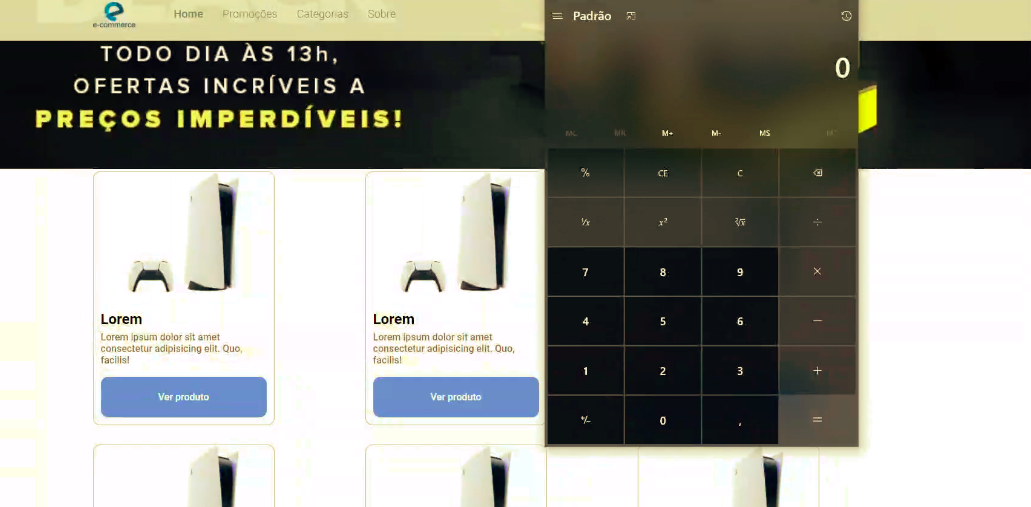 e-commerce
Home Promoções Categorias Sobre
TODO DIA ÀS 13h,
OFERTAS INCRÍVEIS A
PREÇOS IMPERDÍVEIS!
Lorem
Lorem ipsum dolor sit amet
consectetur adipisicing elit. Quo,
facilis!
Ver produto
Lorem
Lorem ipsum dolor sit amet
consectetur adipisicing elit. Quo,
facilis!
Ver produto
Padrão
0
MC MR M+ M- MS
% CE C
¹/x x² ²√x ÷
7 8 9 ×
4 5 6 −
1 2 3 +
+/− 0 , =